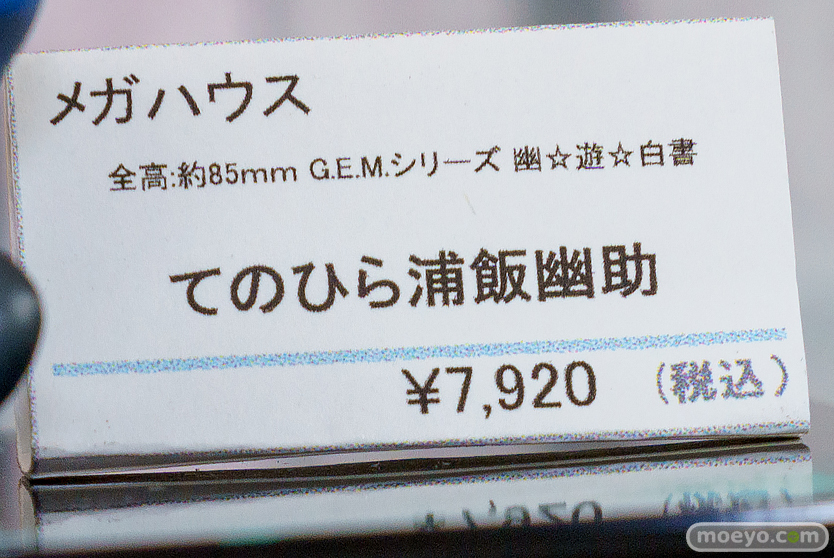 メガハウス
全高:約85mm G.E.M.シリーズ 幽☆遊☆白書
てのひら浦飯幽助
¥7,920 (税込)
moeyo.com